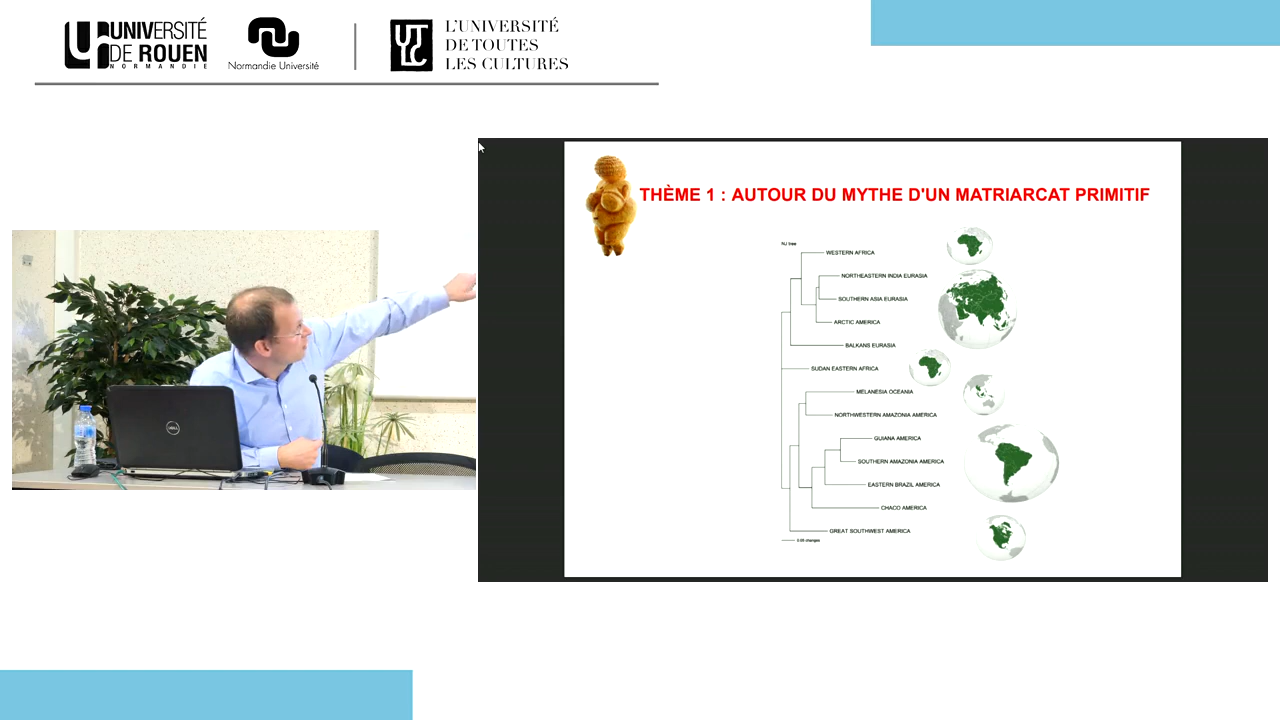 UNIVERSITÉ
DE ROUEN
NORMANDIE
Normandie Université
UTLC
L'UNIVERSITÉ
DE TOUTES
LES CULTURES
THÈME 1 : AUTOUR DU MYTHE D'UN MATRIARCAT PRIMITIF
NJ tree
WESTERN AFRICA
NORTHEASTERN INDIA EURASIA
SOUTHERN ASIA EURASIA
ARCTIC AMERICA
BALKANS EURASIA
SUDAN EASTERN AFRICA
MELANESIA OCEANIA
NORTHWESTERN AMAZONIA AMERICA
GUIANA AMERICA
SOUTHERN AMAZONIA AMERICA
EASTERN BRAZIL AMERICA
CHACO AMERICA
GREAT SOUTHWEST AMERICA
0.05 changes
DELL